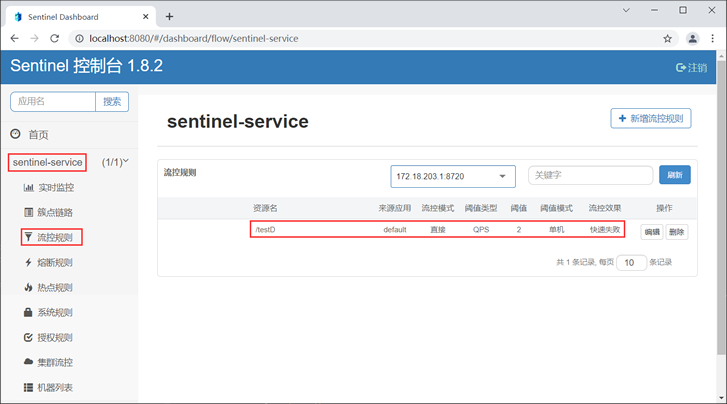 Sentinel Dashboard
localhost:8080/#/dashboard/flow/sentinel-service
Sentinel 控制台 1.8.2
注销
应用名
搜索
首页
sentinel-service (1/1)
实时监控
簇点链路
流控规则
熔断规则
热点规则
系统规则
授权规则
集群流控
机器列表
sentinel-service
新增流控规则
流控规则
172.18.203.1:8720
关键字
刷新
资源名 来源应用 流控模式 阈值类型 阈值 阈值模式 流控效果 操作
/testD default 直接 QPS 2 单机 快速失败 编辑 删除
共 1 条记录, 每页 10 条记录